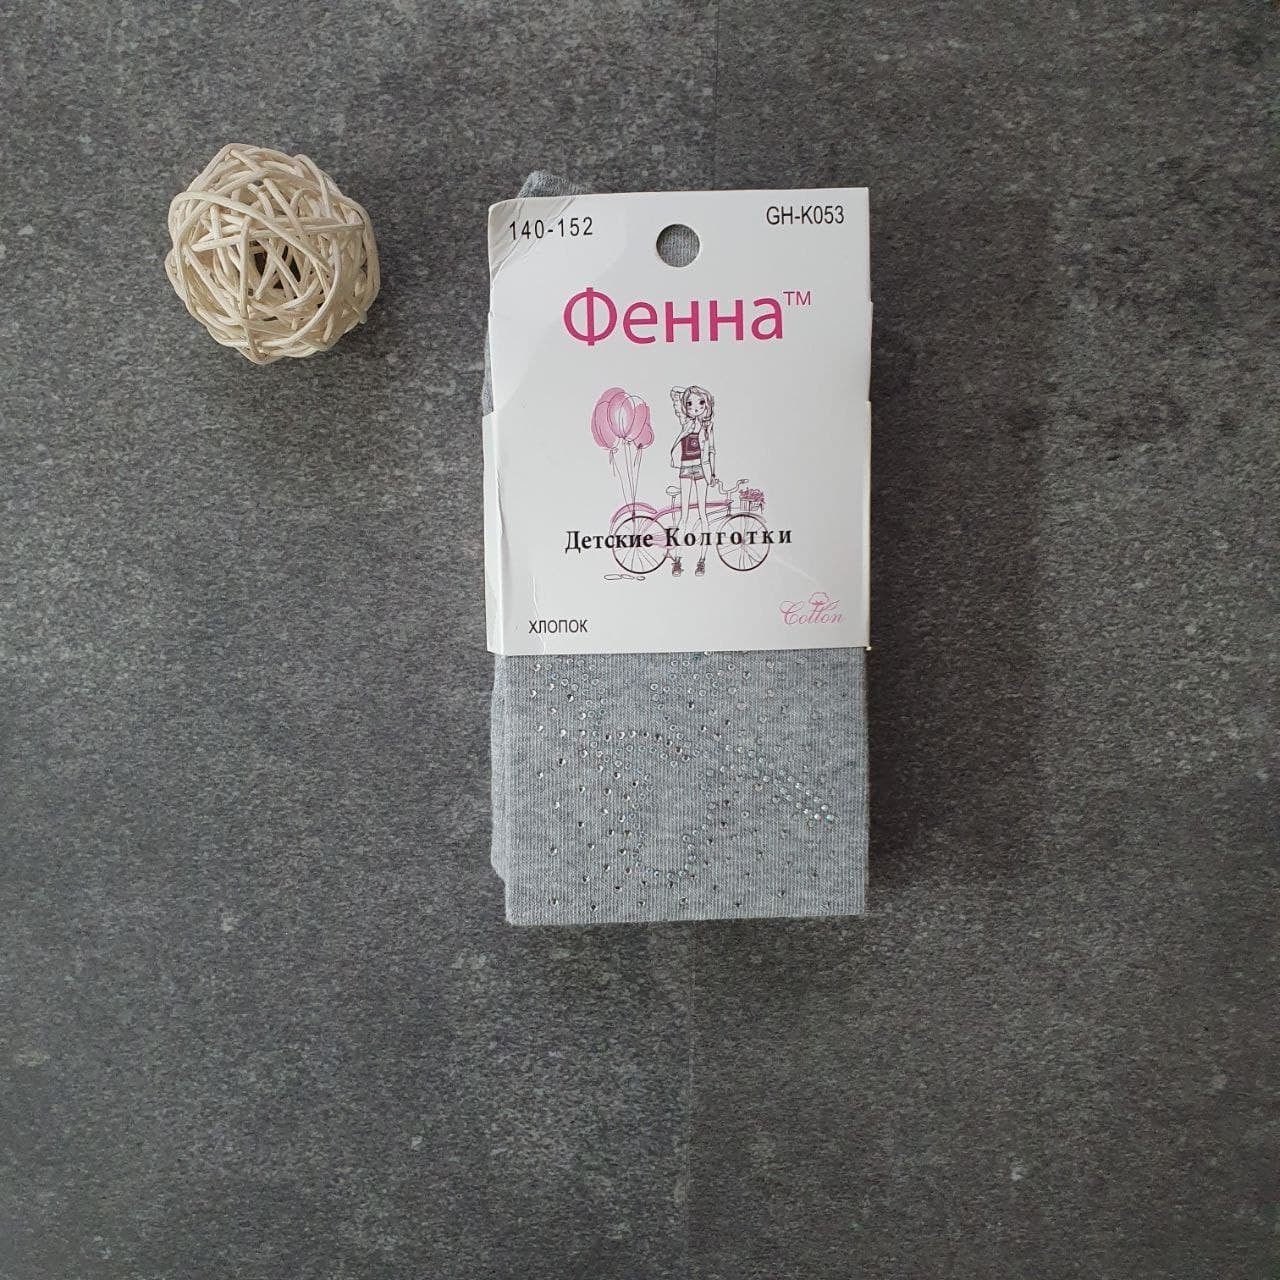 140-152
GH-K053
Фенна™
Детские Колготки
ХЛОПОК
Cotton